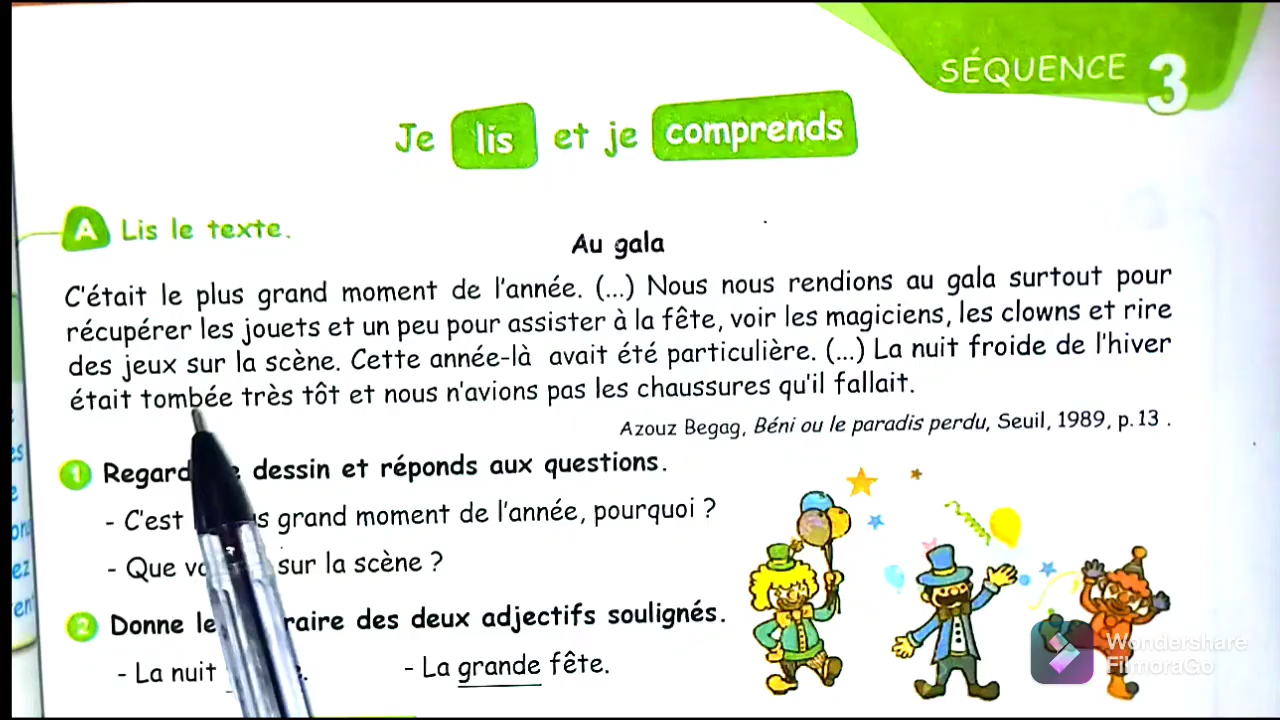 SÉQUENCE 3
Je lis et je comprends
A Lis le texte.
Au gala
C'était le plus grand moment de l'année. (...) Nous nous rendions au gala surtout pour
récupérer les jouets et un peu pour assister à la fête, voir les magiciens, les clowns et rire
des jeux sur la scène. Cette année-là avait été particulière. (...) La nuit froide de l'hiver
était tombée très tôt et nous n'avions pas les chaussures qu'il fallait.
Azouz Begag, Béni ou le paradis perdu, Seuil, 1989, p.13 .
1 dessin et réponds aux questions.
- C'est grand moment de l'année, pourquoi ?
- Que sur la scène ?
2 Donne des deux adjectifs soulignés.
- La nuit - La grande fête.
Wondershare
FilmoraGo